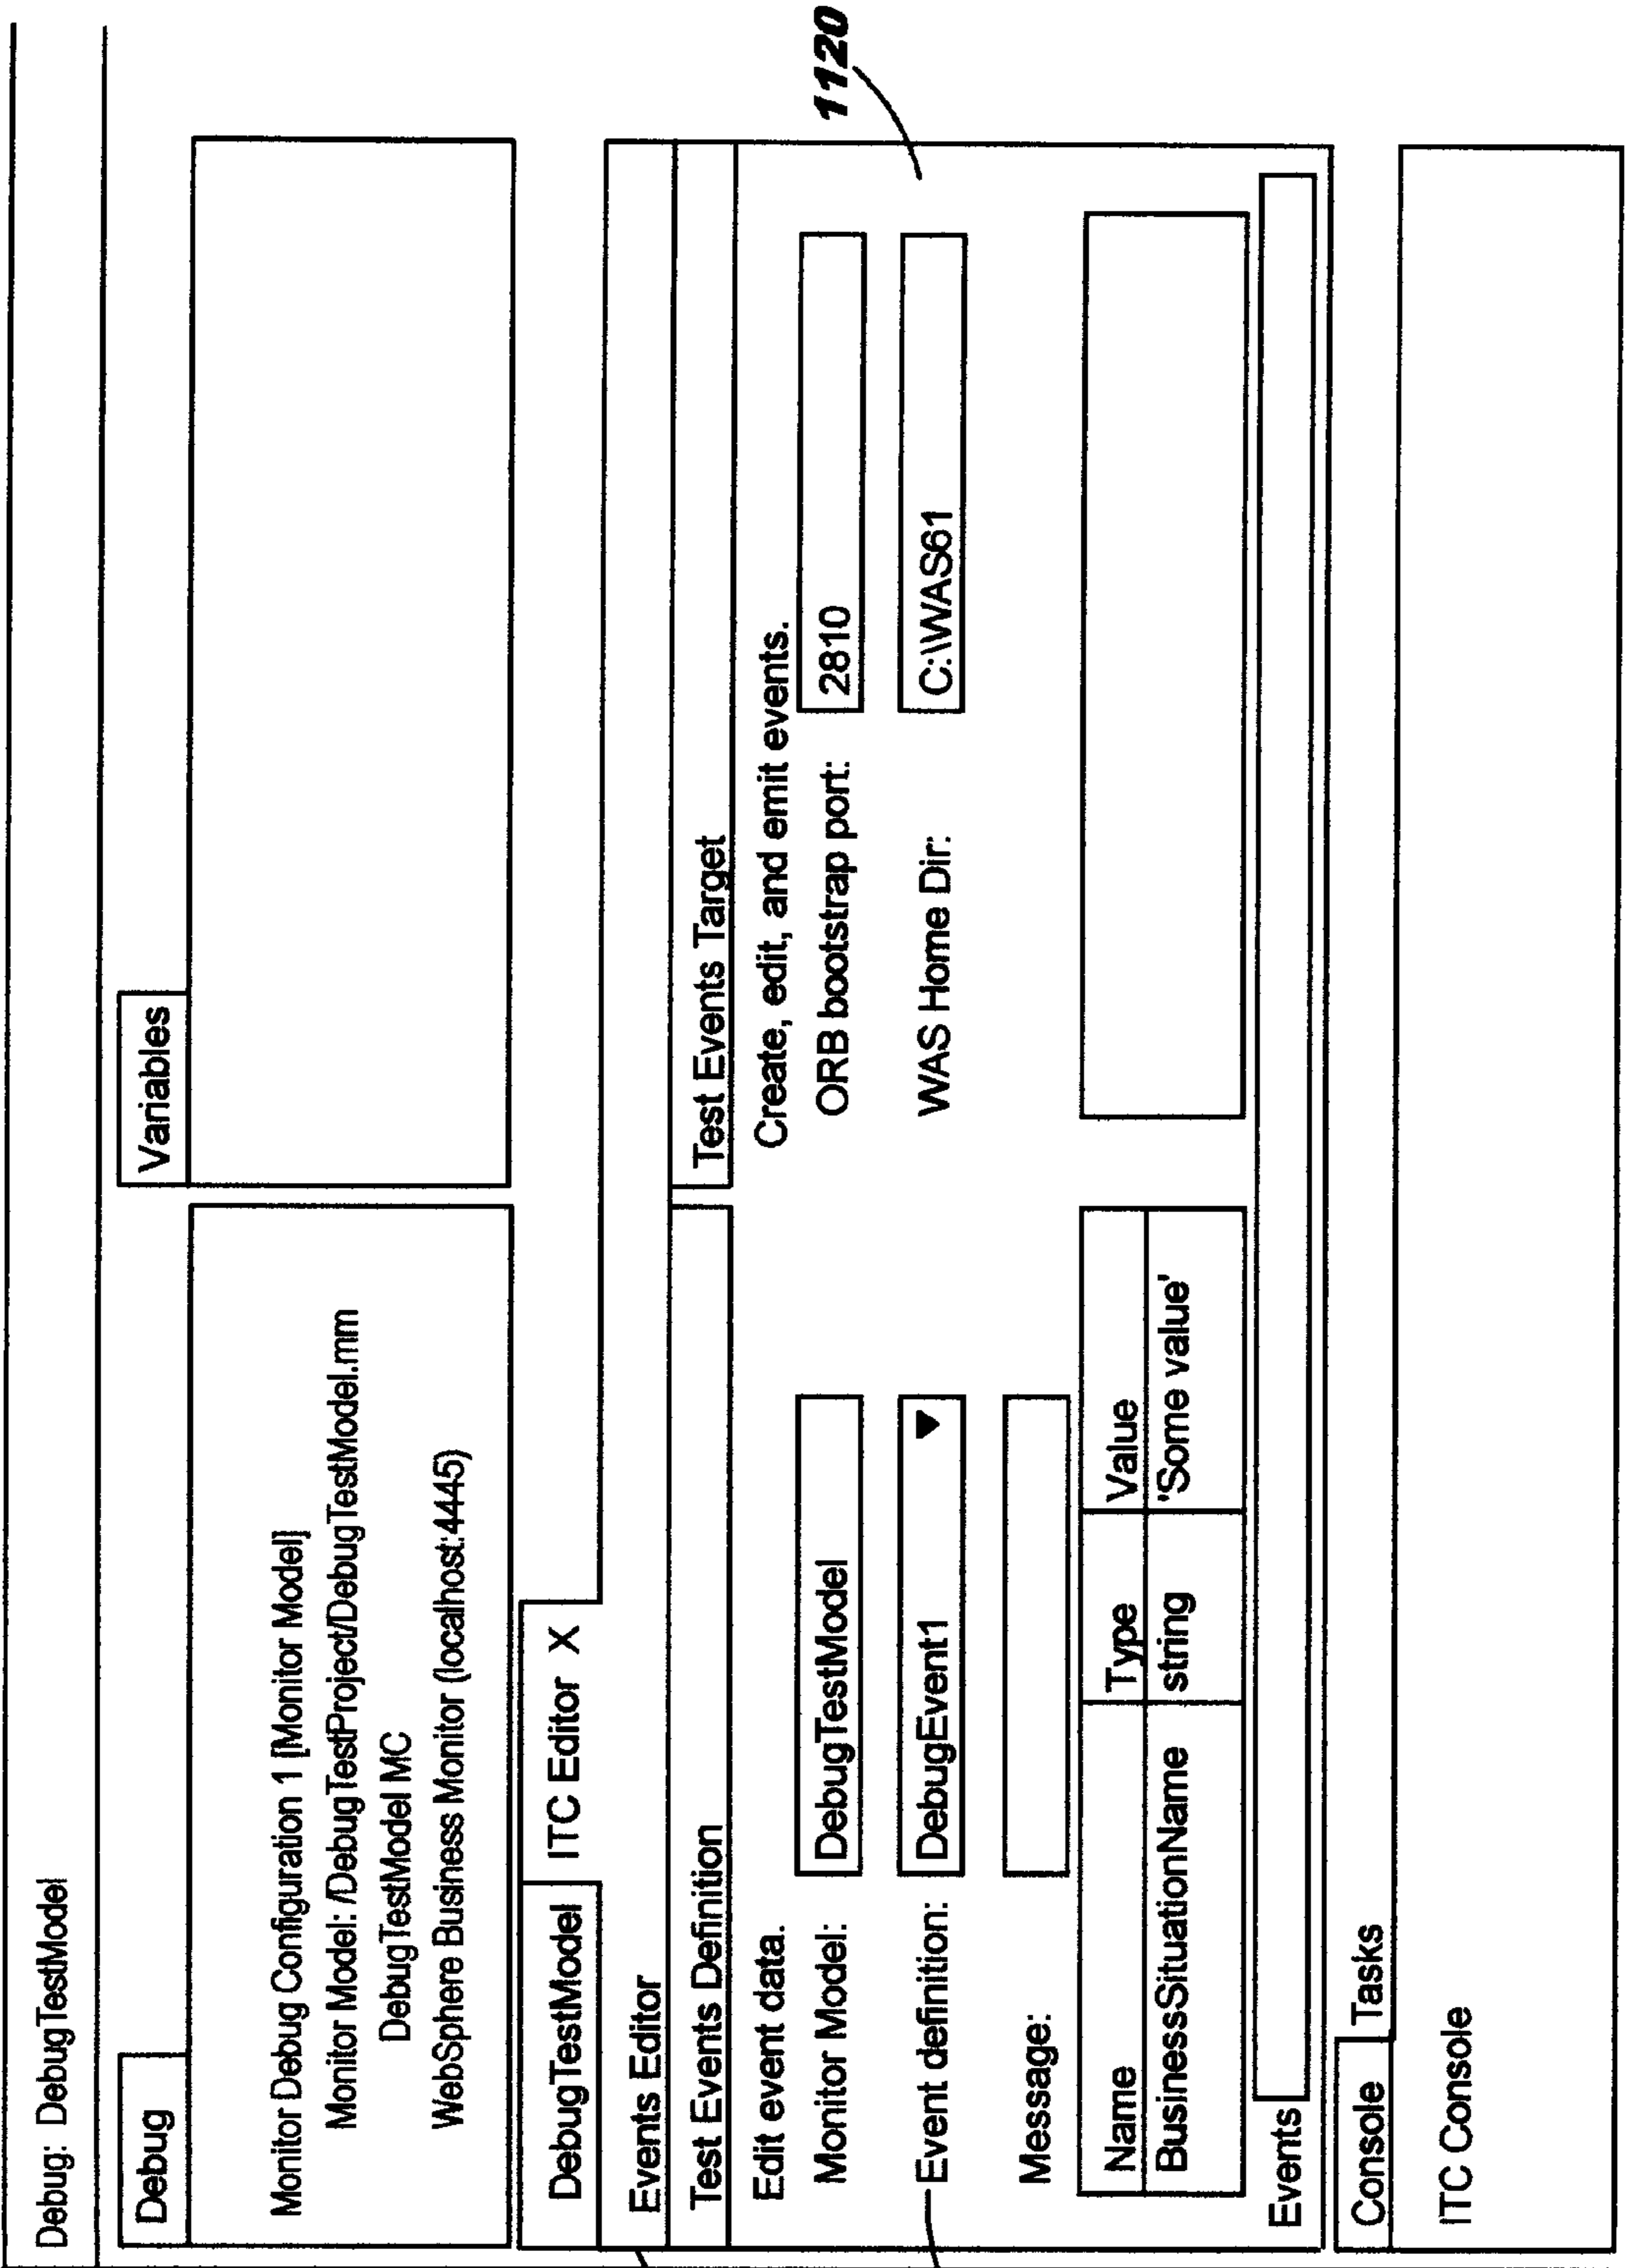 Debug: DebugTestModel
Debug
Variables
Monitor Debug Configuration 1 [Monitor Model]
Monitor Model: /DebugTestProject/DebugTestModel.mm
DebugTestModel MC
WebSphere Business Monitor (localhost:4445)
DebugTestModel ITC Editor X
Events Editor
Test Events Definition
Test Events Target
Edit event data.
Create, edit, and emit events.
Monitor Model: DebugTestModel
ORB bootstrap port: 2810
Event definition: DebugEvent1
WAS Home Dir: C:\WAS61
1120
Message:
Name Type Value
BusinessSituationName string 'Some value'
Events
Console Tasks
ITC Console